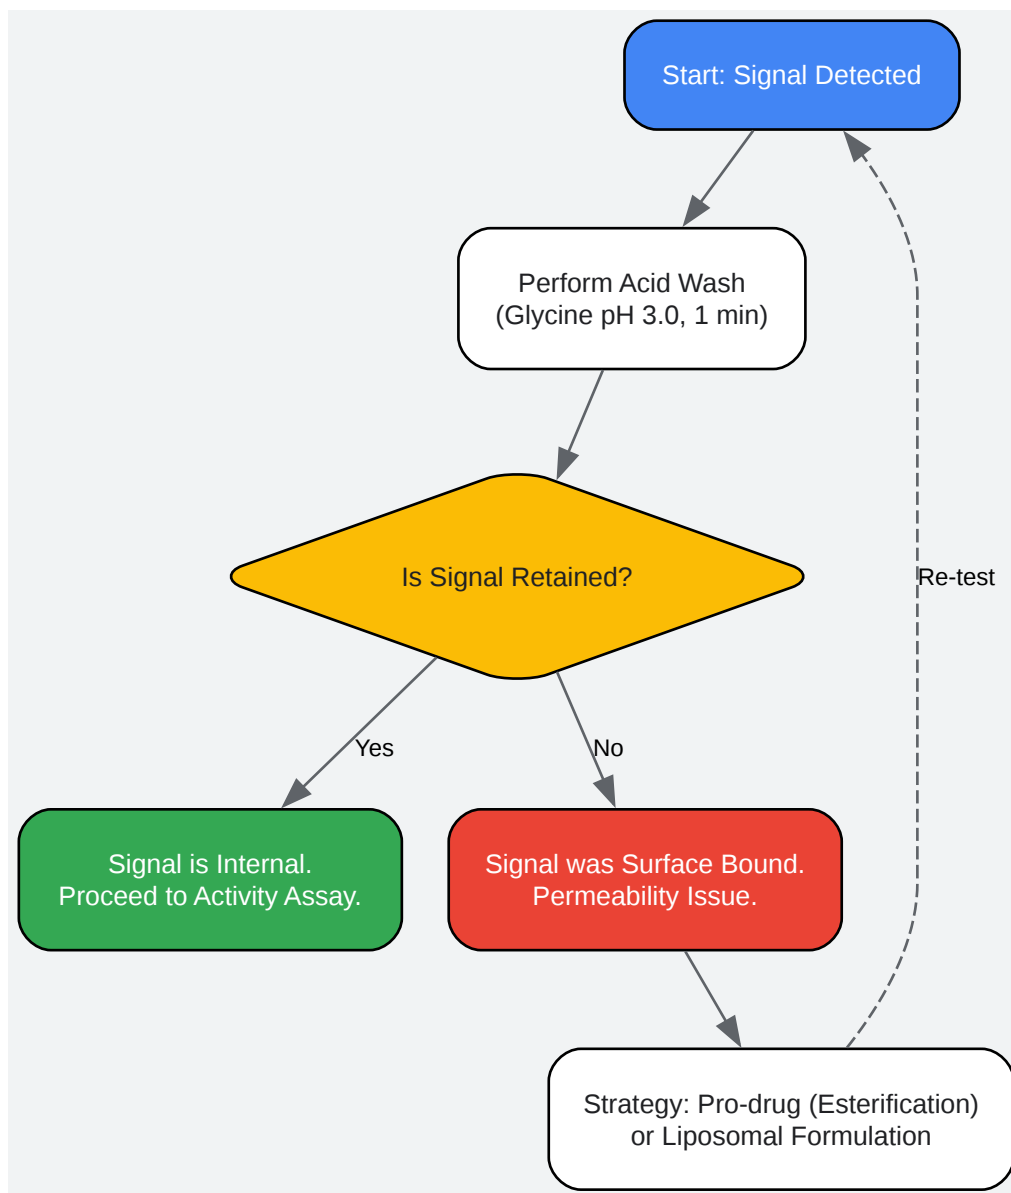 Start: Signal Detected
Perform Acid Wash
(Glycine pH 3.0, 1 min)
Is Signal Retained?
Re-test
Yes
No
Signal is Internal.
Proceed to Activity Assay.
Signal was Surface Bound.
Permeability Issue.
Strategy: Pro-drug (Esterification)
or Liposomal Formulation